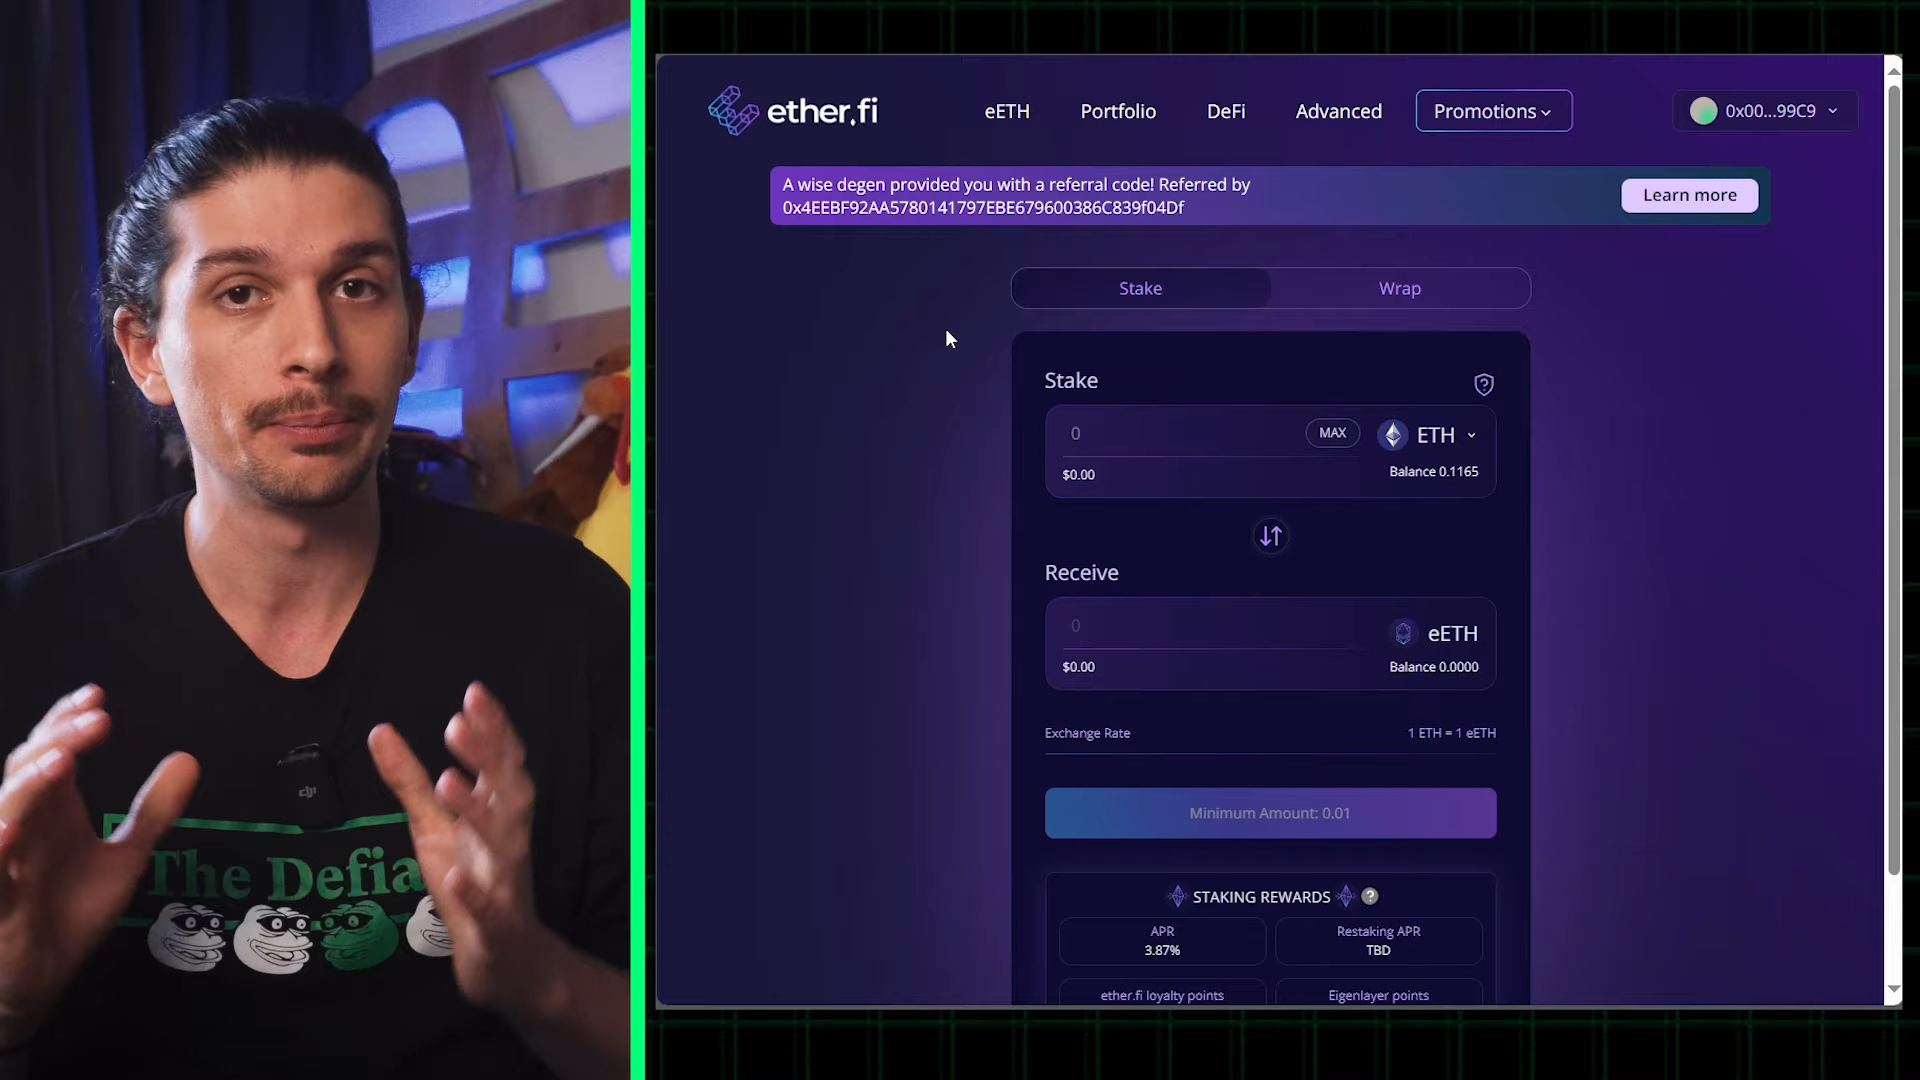 ether.fi
eETH
Portfolio
DeFi
Advanced
Promotions
0x00...99C9
A wise degen provided you with a referral code! Referred by
0x4EEBF92AA5780141797EBE679600386C839f04Df
Learn more
Stake
Wrap
Stake
0
MAX
ETH
$0.00
Balance 0.1165
Receive
0
eETH
$0.00
Balance 0.0000
Exchange Rate
1 ETH = 1 eETH
Minimum Amount: 0.01
STAKING REWARDS
?
APR
3.87%
Restaking APR
TBD
ether.fi loyalty points
Eigenlayer points
dji
The Defia